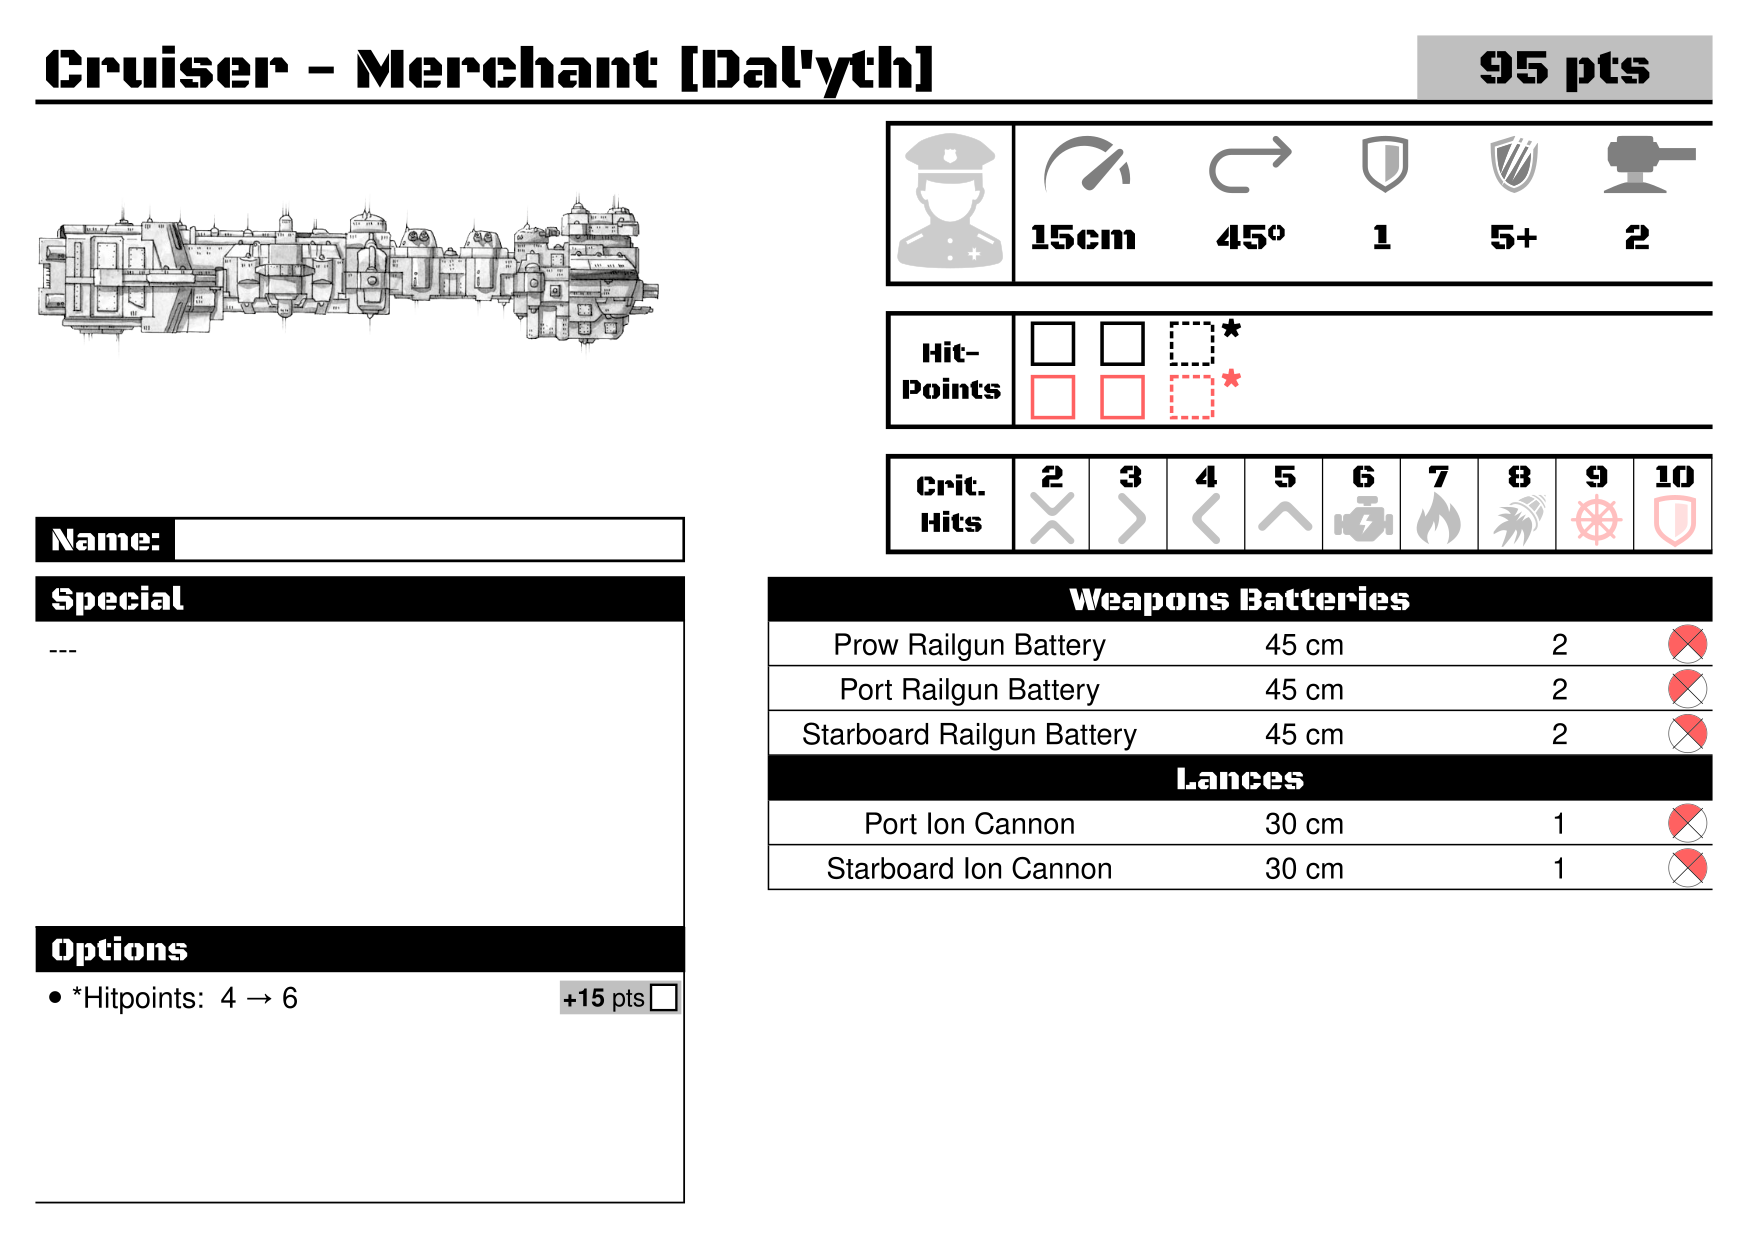 Cruiser – Merchant [Dal'yth]
95 pts
15cm 45º 1 5+ 2
Hit-
Points
*
*
Crit.
Hits
2 3 4 5 6 7 8 9 10
Name:
Special
---
Options
• *Hitpoints: 4 → 6 +15 pts
Weapons Batteries
Prow Railgun Battery 45 cm 2
Port Railgun Battery 45 cm 2
Starboard Railgun Battery 45 cm 2
Lances
Port Ion Cannon 30 cm 1
Starboard Ion Cannon 30 cm 1